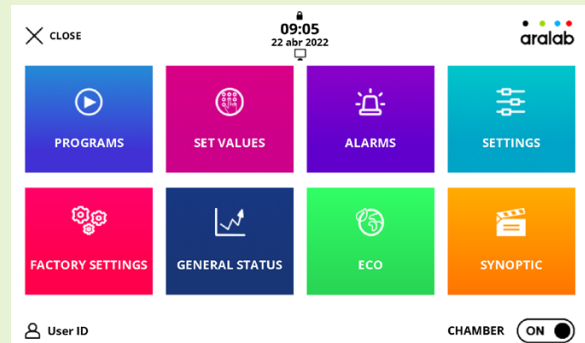 CLOSE
09:05
22 abr 2022
aralab
PROGRAMS
SET VALUES
ALARMS
SETTINGS
FACTORY SETTINGS
GENERAL STATUS
ECO
SYNOPTIC
User ID
CHAMBER ON